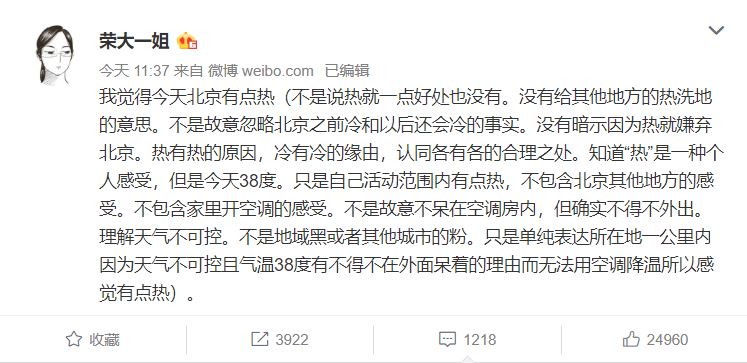 荣大一姐
今天 11:37 来自 微博 weibo.com 已编辑
我觉得今天北京有点热（不是说热就一点好处也没有。没有给其他地方的热洗地
的意思。不是故意忽略北京之前冷和以后还会冷的事实。没有暗示因为热就嫌弃
北京。热有热的原因，冷有冷的缘由，认同各有各的合理之处。知道“热”是一种个
人感受，但是今天38度。只是自己活动范围内有点热，不包含北京其他地方的感
受。不包含家里开空调的感受。不是故意不呆在空调房内，但确实不得不外出。
理解天气不可控。不是地域黑或者其他城市的粉。只是单纯表达所在地一公里内
因为天气不可控且气温38度有不得不在外面呆着的理由而无法用空调降温所以感
觉有点热）。
收藏 3922 1218 24960